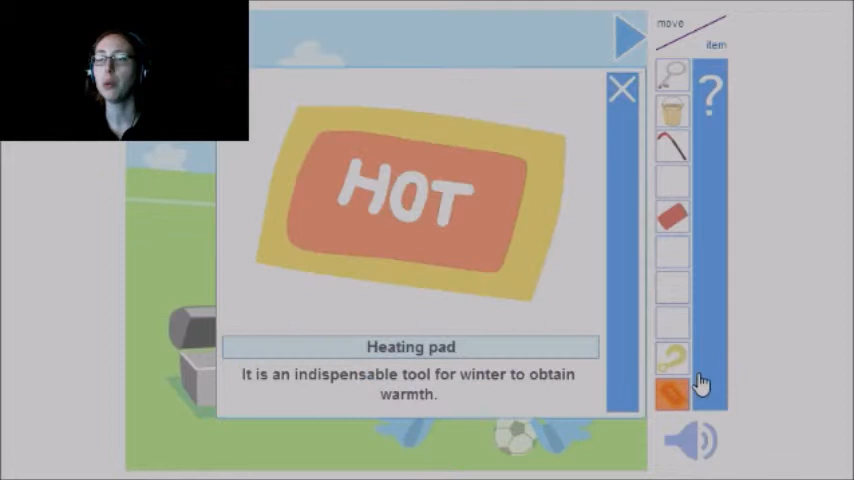 move
item
?
HOT
Heating pad
It is an indispensable tool for winter to obtain
warmth.